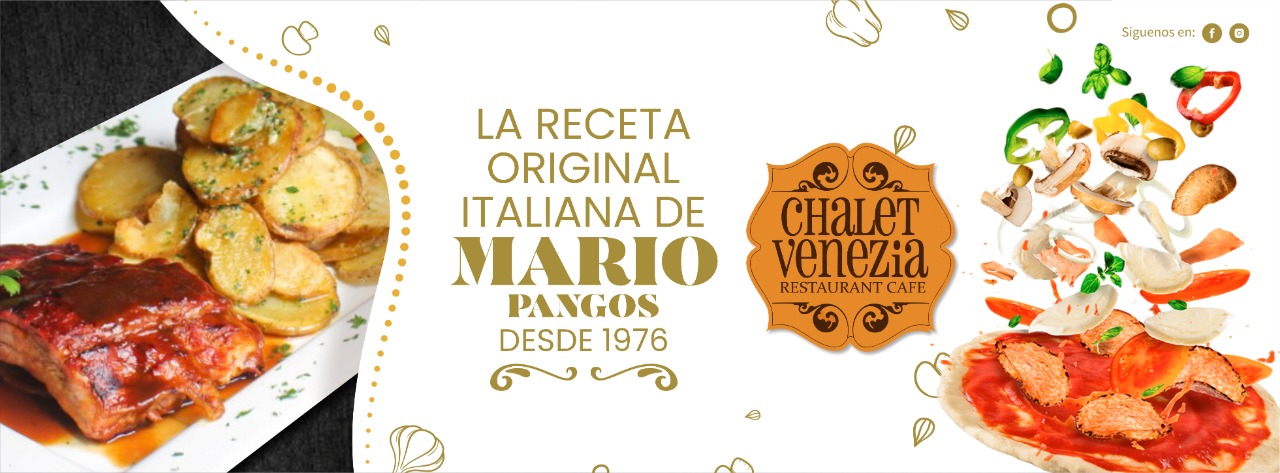 Síguenos en:
LA RECETA
ORIGINAL
ITALIANA DE
MARIO
PANGOS
DESDE 1976
CHALET
VENEZIA
RESTAURANT CAFE